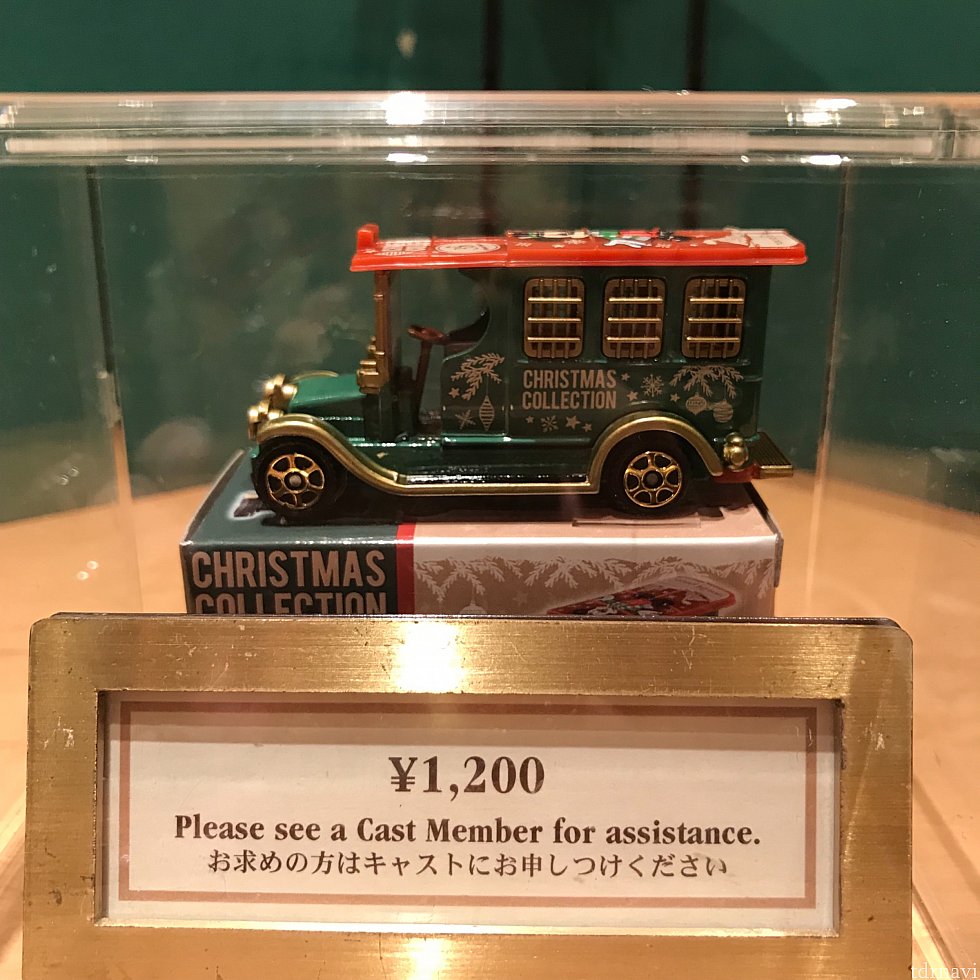 CHRISTMAS
COLLECTION
CHRISTMAS
COLLECTION
¥1,200
Please see a Cast Member for assistance.
お求めの方はキャストにお申しつけください
tdrnavi